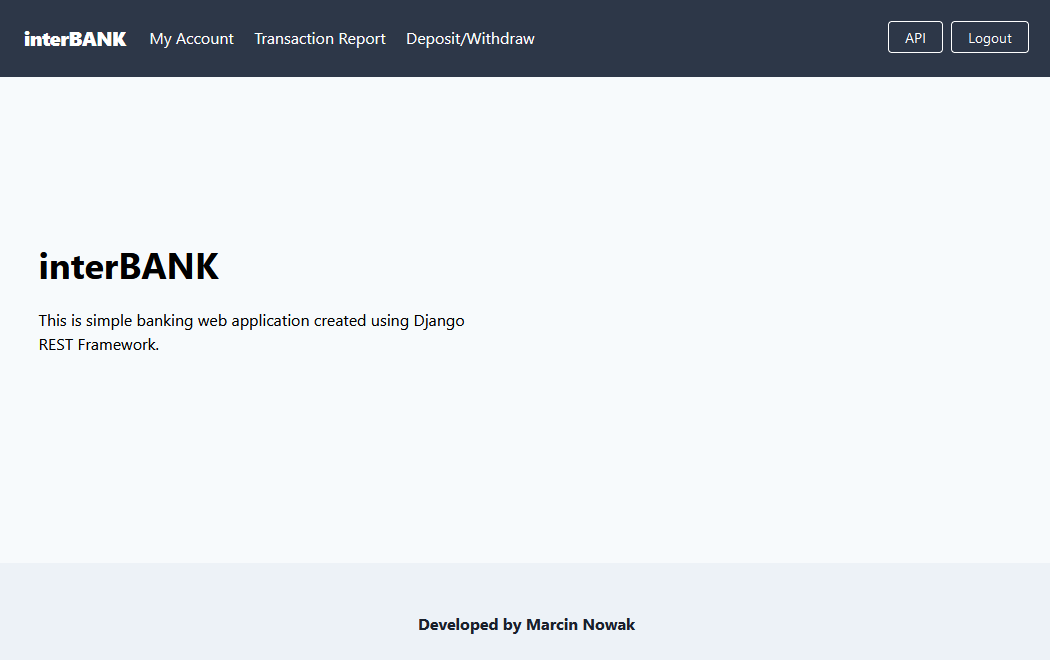 interBANK My Account Transaction Report Deposit/Withdraw API Logout
interBANK
This is simple banking web application created using Django
REST Framework.
Developed by Marcin Nowak